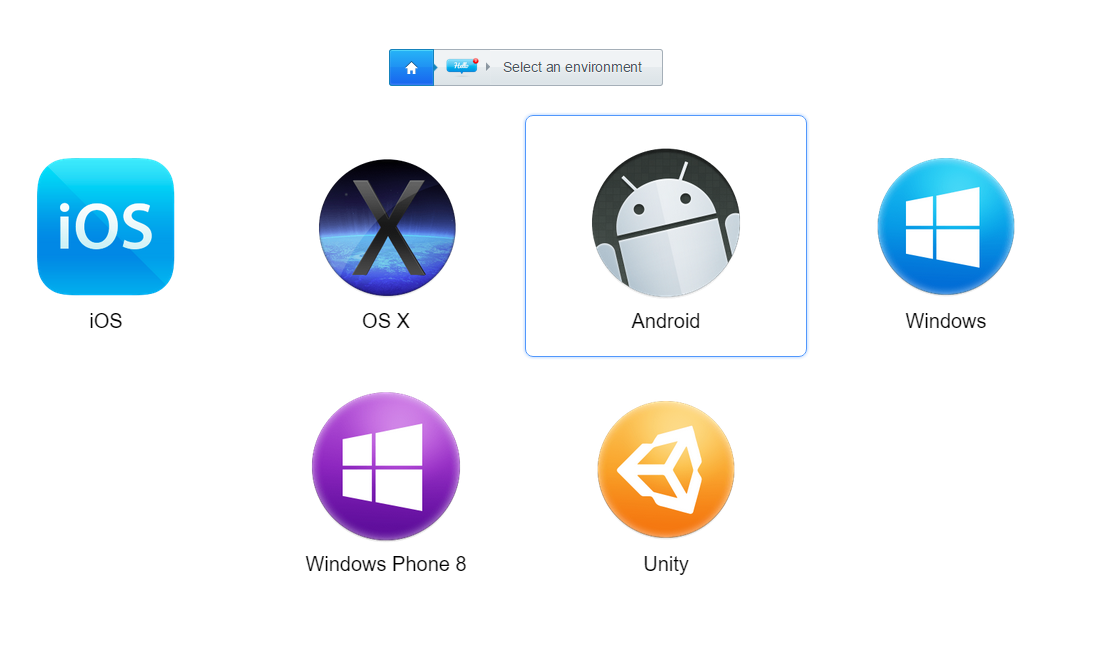 Hello
Select an environment
iOS
iOS
X
OS X
Android
Windows
Windows Phone 8
Unity